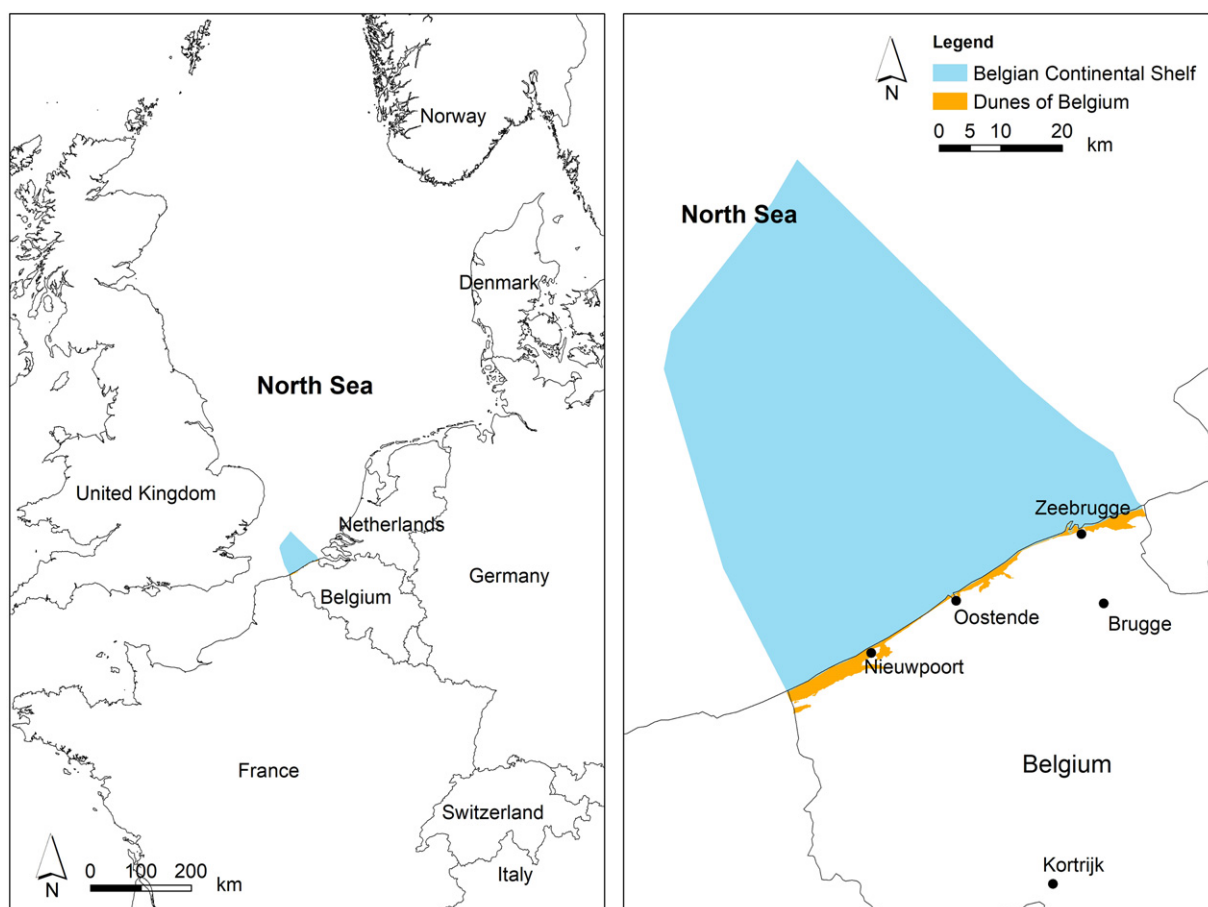 Norway
Denmark
North Sea
United Kingdom
Netherlands
Germany
Belgium
France
Switzerland
Italy
N
0 100 200
km
Legend
Belgian Continental Shelf
Dunes of Belgium
N
0 5 10 20
km
North Sea
Zeebrugge
Oostende
Brugge
Nieuwpoort
Belgium
Kortrijk